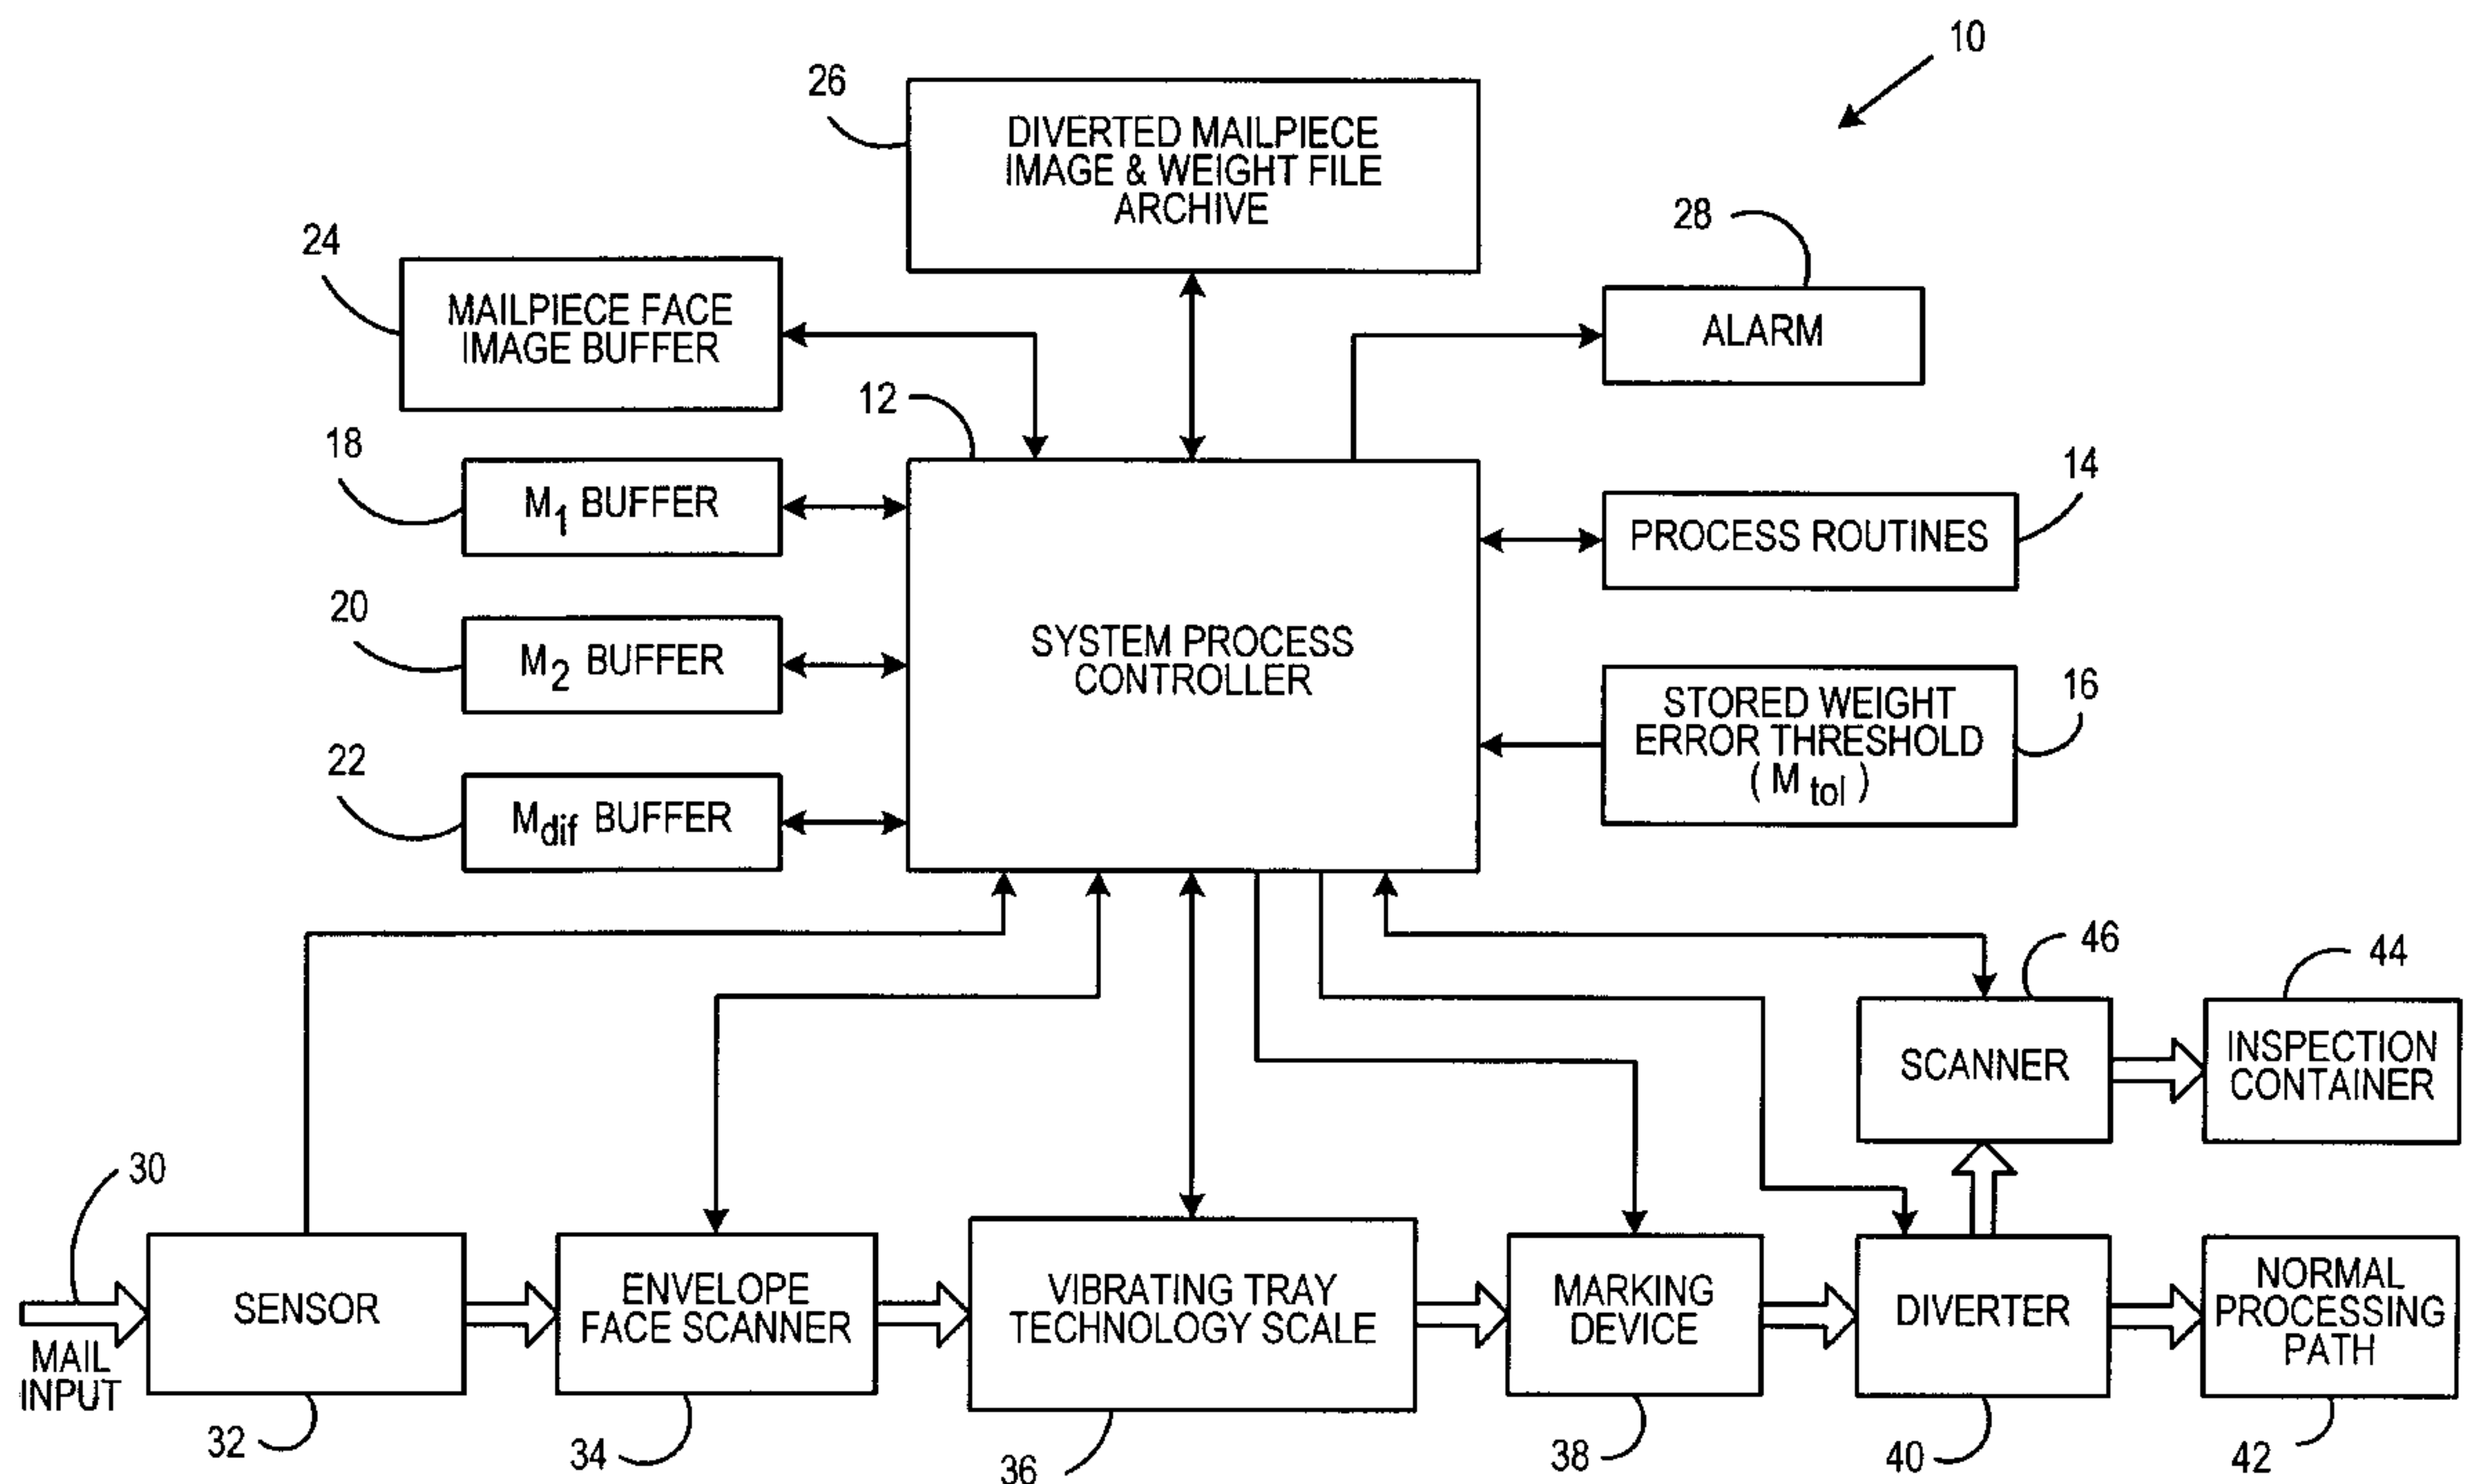 10
26
DIVERTED MAILPIECE
IMAGE & WEIGHT FILE
ARCHIVE
28
24
MAILPIECE FACE
IMAGE BUFFER
ALARM
12
18
M1 BUFFER
14
PROCESS ROUTINES
20
M2 BUFFER
SYSTEM PROCESS
CONTROLLER
16
STORED WEIGHT
ERROR THRESHOLD
( Mtol )
22
Mdif BUFFER
46
44
SCANNER
INSPECTION
CONTAINER
30
MAIL
INPUT
SENSOR
32
ENVELOPE
FACE SCANNER
34
VIBRATING TRAY
TECHNOLOGY SCALE
36
MARKING
DEVICE
38
DIVERTER
40
NORMAL
PROCESSING
PATH
42